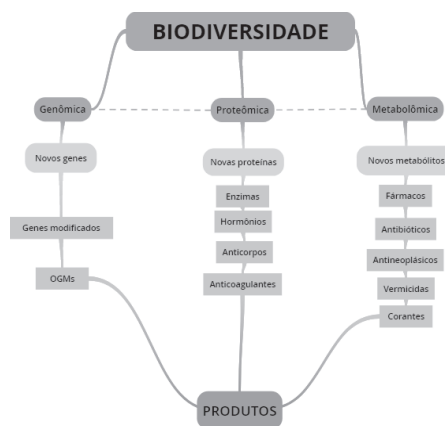 BIODIVERSIDADE
Genômica
Proteômica
Metabolômica
Novos genes
Novas proteínas
Novos metabólitos
Genes modificados
OGMs
Enzimas
Hormônios
Anticorpos
Anticoagulantes
Fármacos
Antibióticos
Antineoplásicos
Vermicidas
Corantes
PRODUTOS